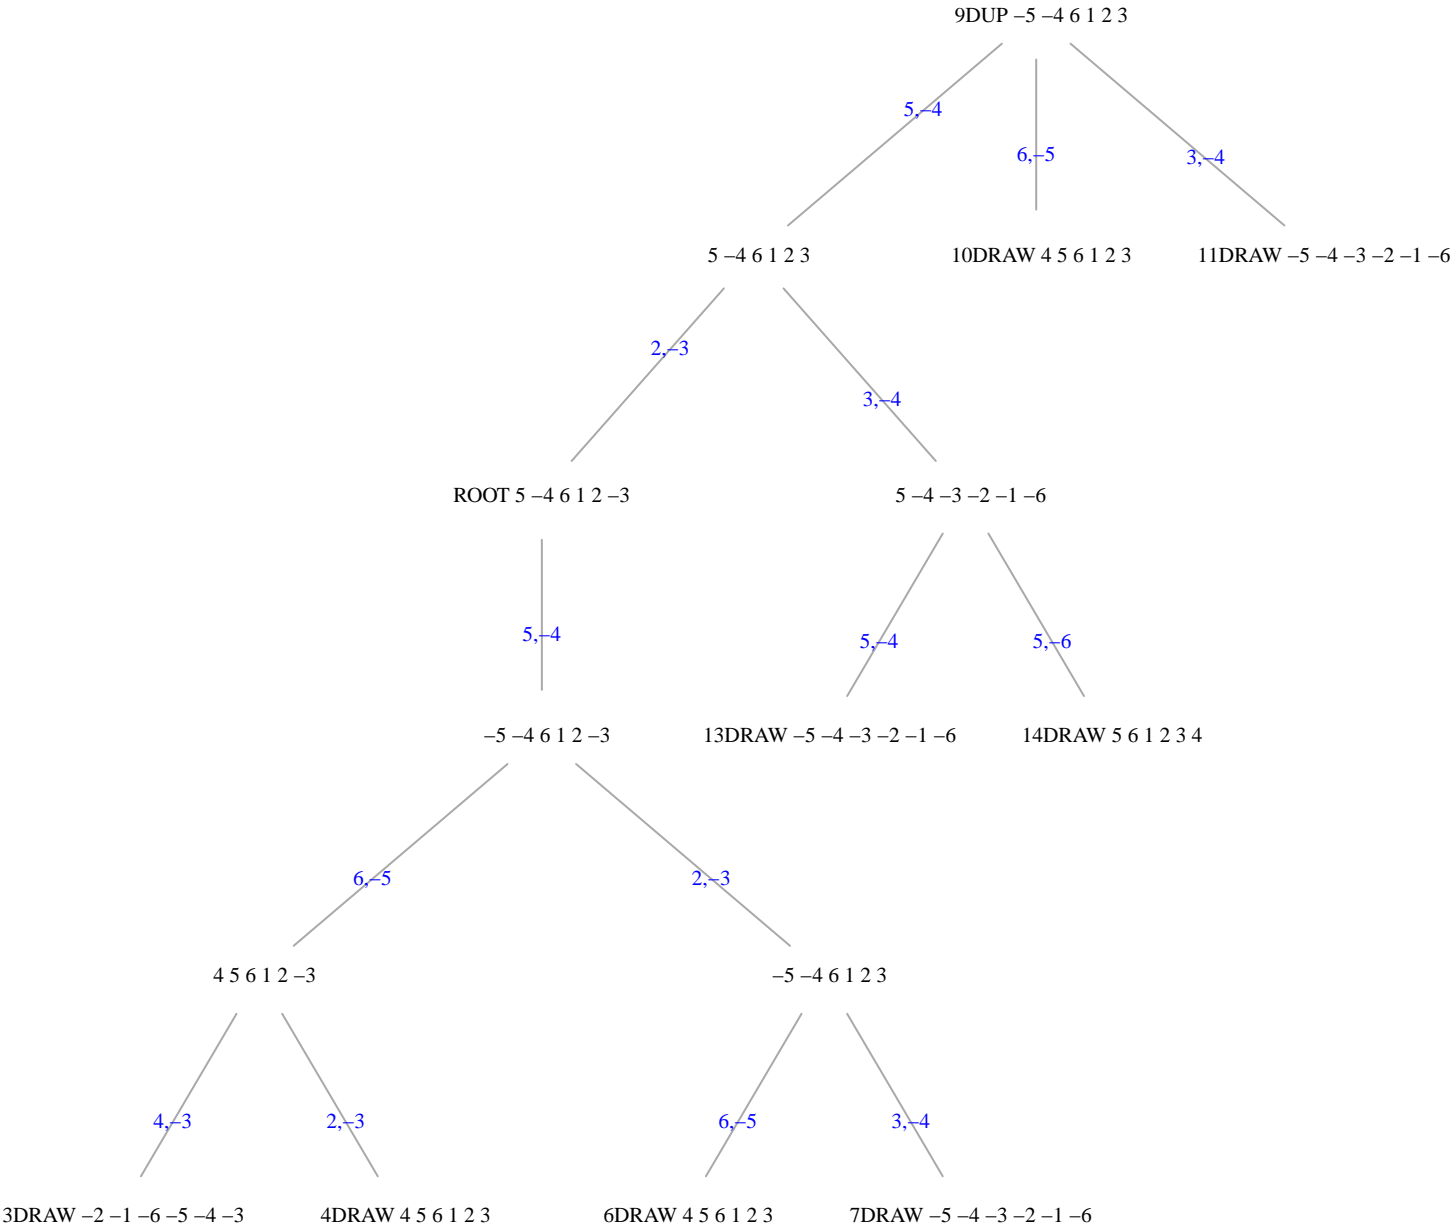 9DUP –5 –4 6 1 2 3
5,–4
6,–5
3,–4
5 –4 6 1 2 3
10DRAW 4 5 6 1 2 3
11DRAW –5 –4 –3 –2 –1 –6
2,–3
3,–4
ROOT 5 –4 6 1 2 –3
5 –4 –3 –2 –1 –6
5,–4
5,–4
5,–6
–5 –4 6 1 2 –3
13DRAW –5 –4 –3 –2 –1 –6
14DRAW 5 6 1 2 3 4
6,–5
2,–3
4 5 6 1 2 –3
–5 –4 6 1 2 3
4,–3
2,–3
6,–5
3,–4
3DRAW –2 –1 –6 –5 –4 –3
4DRAW 4 5 6 1 2 3
6DRAW 4 5 6 1 2 3
7DRAW –5 –4 –3 –2 –1 –6